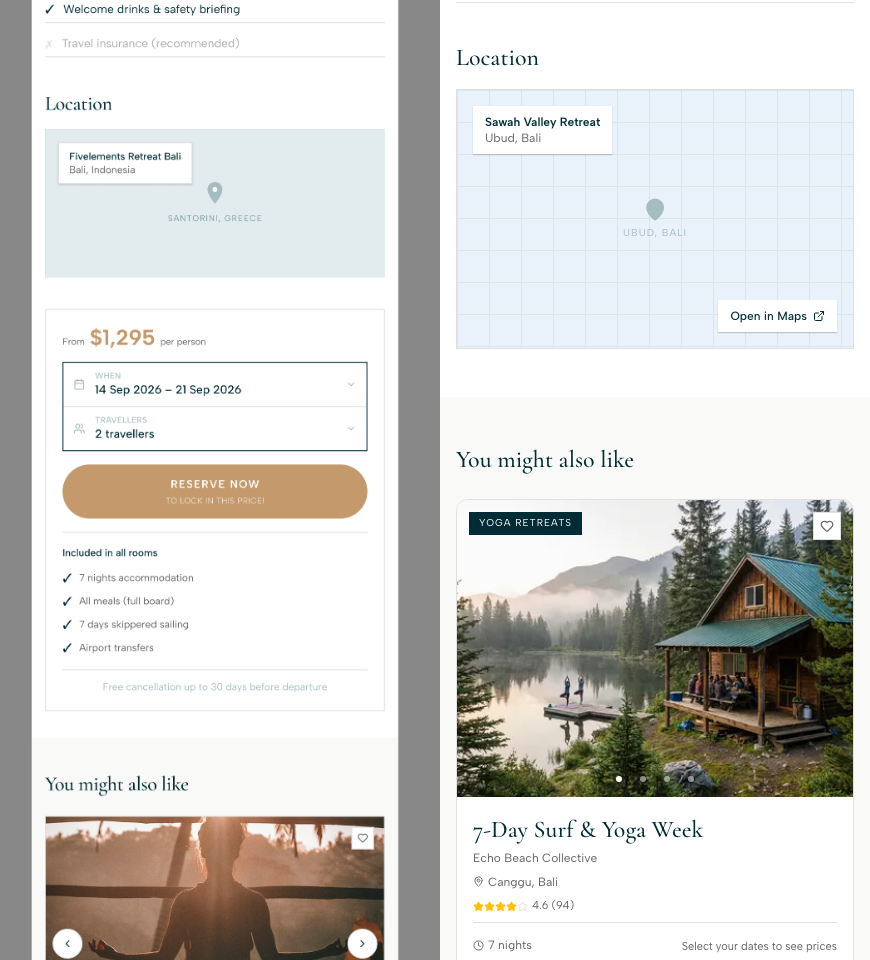 Welcome drinks & safety briefing
Travel insurance (recommended)
Location
Fivelements Retreat Bali
Bali, Indonesia
SANTORINI, GREECE
From $1,295 per person
WHEN
14 Sep 2026 – 21 Sep 2026
TRAVELLERS
2 travellers
RESERVE NOW
TO LOCK IN THIS PRICE!
Included in all rooms
7 nights accommodation
All meals (full board)
7 days skippered sailing
Airport transfers
Free cancellation up to 30 days before departure
You might also like
Location
Sawah Valley Retreat
Ubud, Bali
UBUD, BALI
Open in Maps
You might also like
YOGA RETREATS
7-Day Surf & Yoga Week
Echo Beach Collective
Canggu, Bali
4.6 (94)
7 nights
Select your dates to see prices